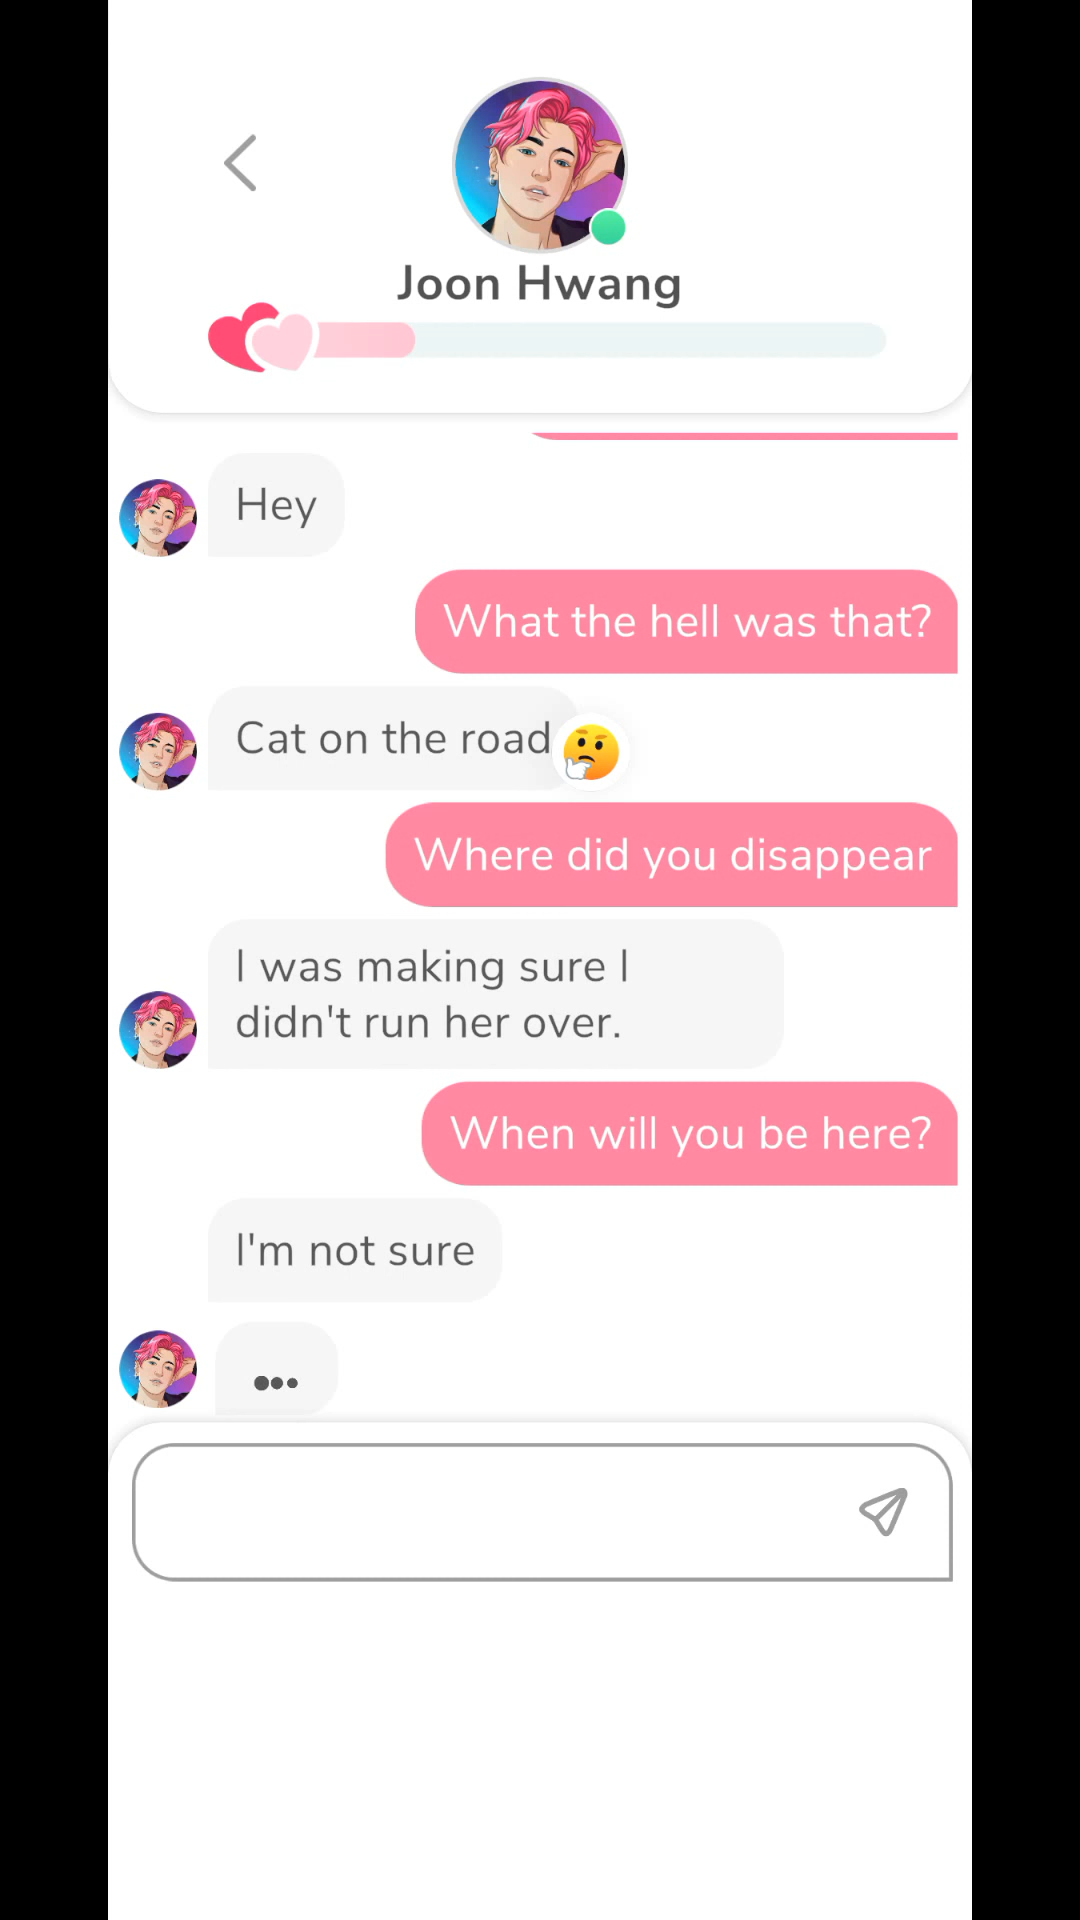 Joon Hwang
Hey
What the hell was that?
Cat on the road
Where did you disappear
I was making sure I
didn't run her over.
When will you be here?
I'm not sure